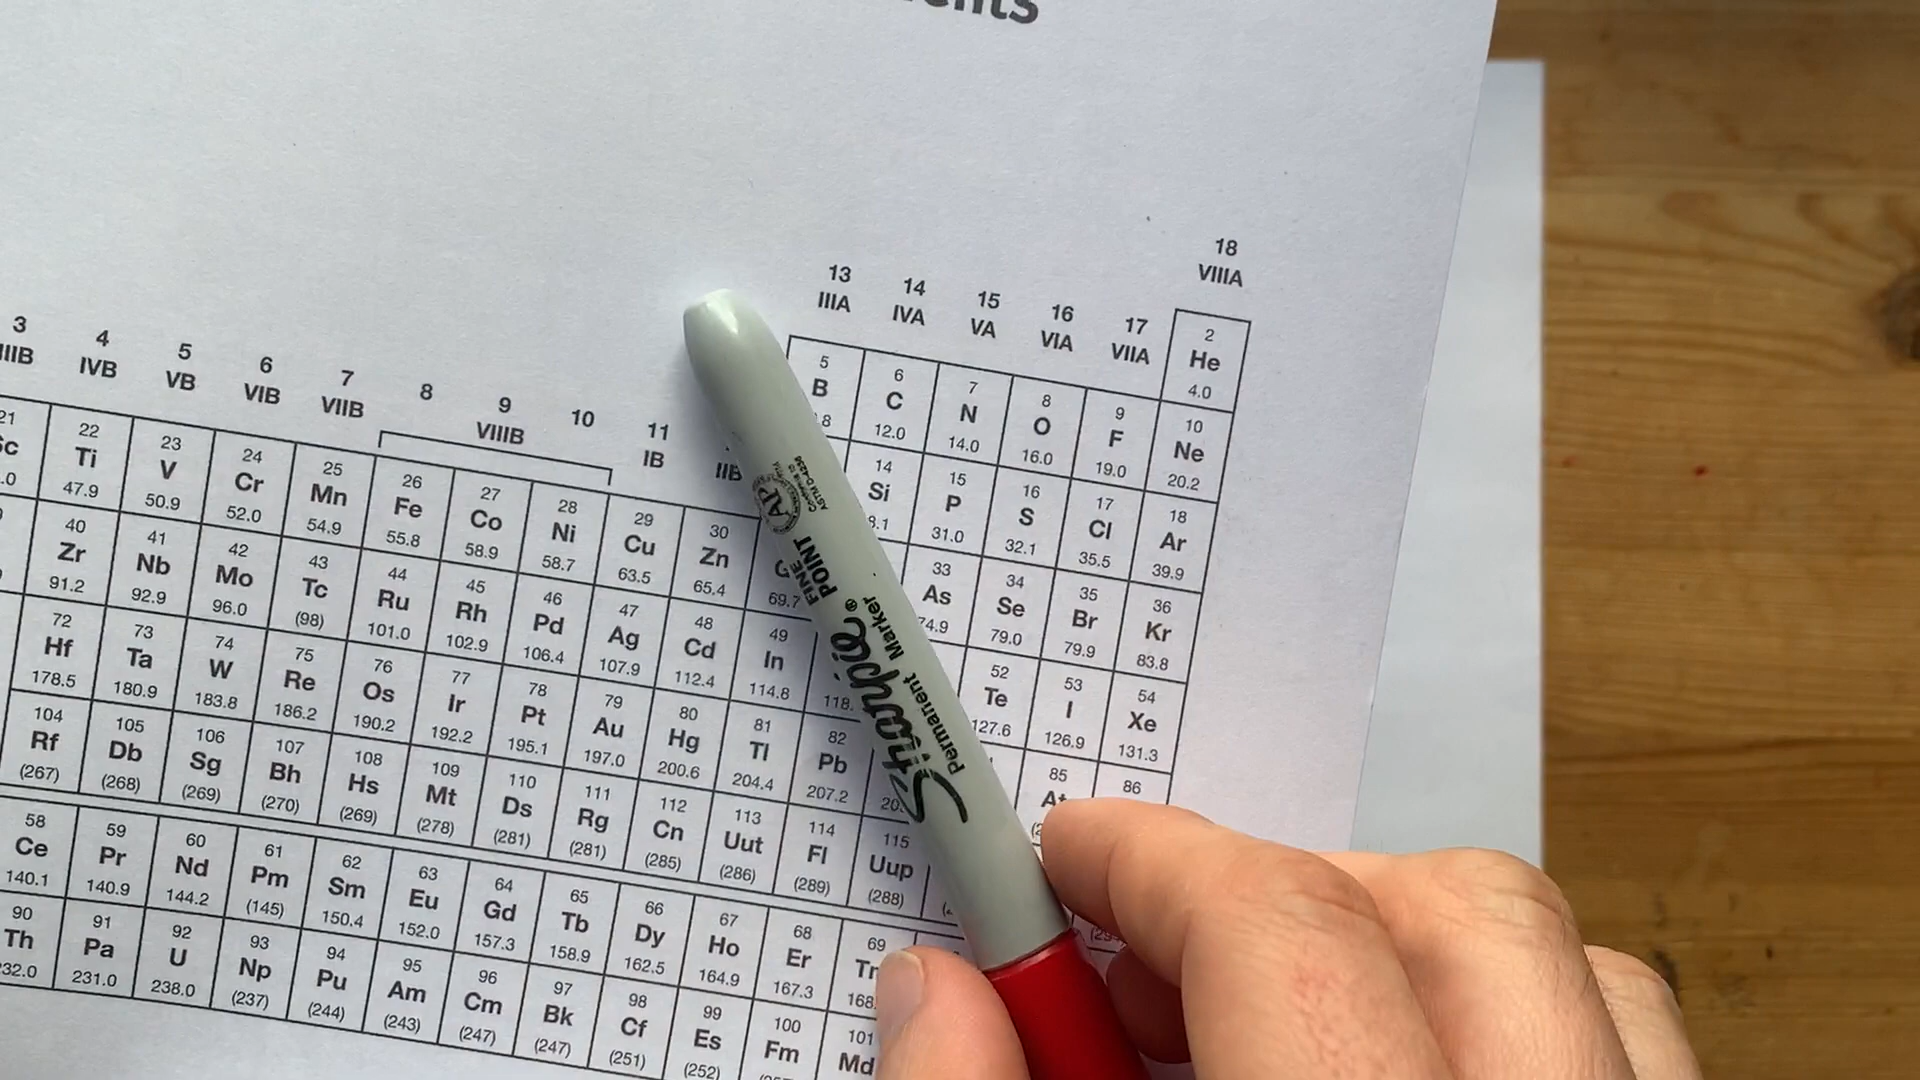 18
VIIIA
13 14 15 16 17
IIIA IVA VA VIA VIIA
3 4 5 6 7 8 9 10 11
IVB VB VIB VIIB VIIIB IB IIB
2
He
4.0
5 6 7 8 9 10
B C N O F Ne
12.0 14.0 16.0 19.0 20.2
14 15 16 17 18
Si P S Cl Ar
31.0 32.1 35.5 39.9
21 22 23 24 25 26 27 28 29 30 33 34 35 36
Ti V Cr Mn Fe Co Ni Cu Zn As Se Br Kr
47.9 50.9 52.0 54.9 55.8 58.9 58.7 63.5 65.4 69.7 79.0 79.9 83.8
40 41 42 43 44 45 46 47 48 49 52 53 54
Zr Nb Mo Tc Ru Rh Pd Ag Cd In Te I Xe
91.2 92.9 96.0 (98) 101.0 102.9 106.4 107.9 112.4 114.8 127.6 126.9 131.3
72 73 74 75 76 77 78 79 80 81 82 85 86
Hf Ta W Re Os Ir Pt Au Hg Tl Pb At
178.5 180.9 183.8 186.2 190.2 192.2 195.1 197.0 200.6 204.4 207.2
104 105 106 107 108 109 110 111 112 113 114 115
Rf Db Sg Bh Hs Mt Ds Rg Cn Uut Fl Uup
(267) (268) (269) (270) (269) (278) (281) (281) (285) (286) (289) (288)
58 59 60 61 62 63 64 65 66 67 68 69
Ce Pr Nd Pm Sm Eu Gd Tb Dy Ho Er
140.1 140.9 144.2 (145) 150.4 152.0 157.3 158.9 162.5 164.9 167.3
90 91 92 93 94 95 96 97 98 99 100 101
Th Pa U Np Pu Am Cm Bk Cf Es Fm Md
232.0 231.0 238.0 (237) (244) (243) (247) (247) (251) (252)
Sharpie®
Permanent Marker
FINE
POINT
AP
Conforms to
ASTM D-4236